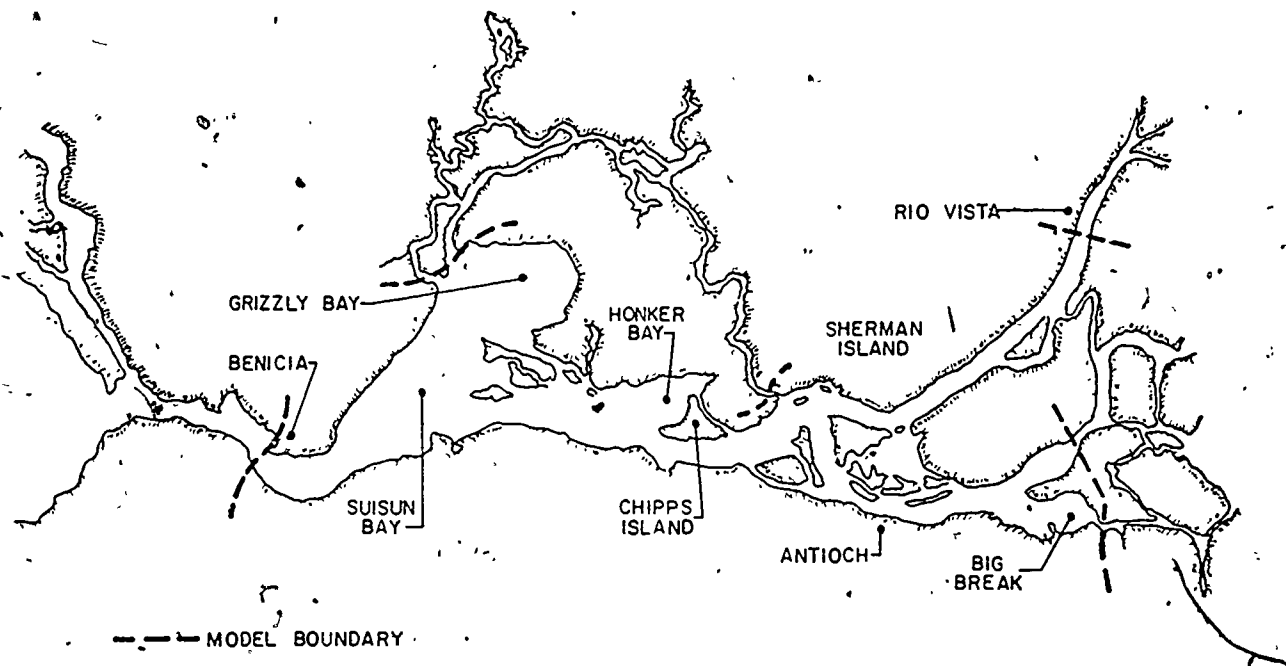 RIO VISTA
GRIZZLY BAY
HONKER
BAY
SHERMAN
ISLAND
BENICIA
SUISUN
BAY
CHIPPS
ISLAND
ANTIOCH
BIG
BREAK
MODEL BOUNDARY